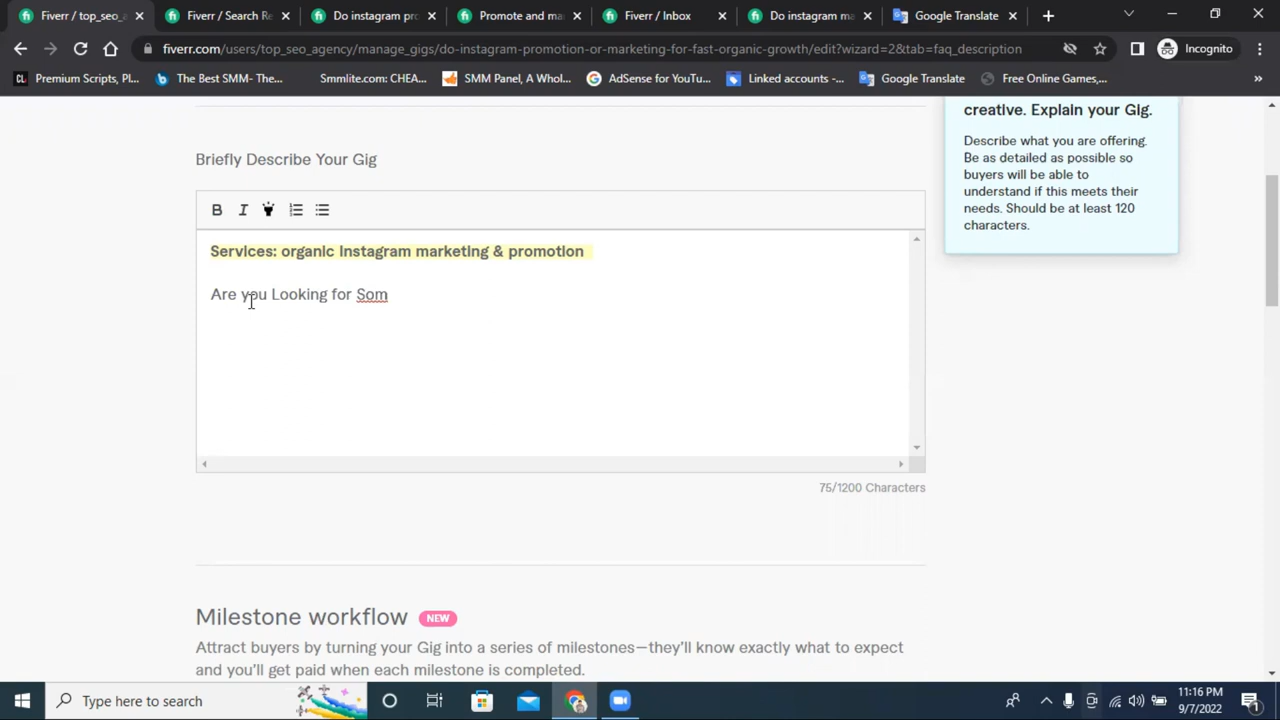 Fiverr / top_seo_a
Fiverr / Search Re
Do instagram pro
Promote and ma
Fiverr / Inbox
Do instagram ma
Google Translate
fiverr.com/users/top_seo_agency/manage_gigs/do-instagram-promotion-or-marketing-for-fast-organic-growth/edit?wizard=2&tab=faq_description
Incognito
Premium Scripts, Pl...
The Best SMM- The...
Smmlite.com: CHEA...
SMM Panel, A Whol...
AdSense for YouTu...
Linked accounts -...
Google Translate
Free Online Games,...
creative. Explain your Gig.
Describe what you are offering.
Be as detailed as possible so
buyers will be able to
understand if this meets their
needs. Should be at least 120
characters.
Briefly Describe Your Gig
B I
Services: organic Instagram marketing & promotion
Are you Looking for Som
75/1200 Characters
Milestone workflow NEW
Attract buyers by turning your Gig into a series of milestones—they'll know exactly what to expect
and you'll get paid when each milestone is completed.
Type here to search
11:16 PM
9/7/2022